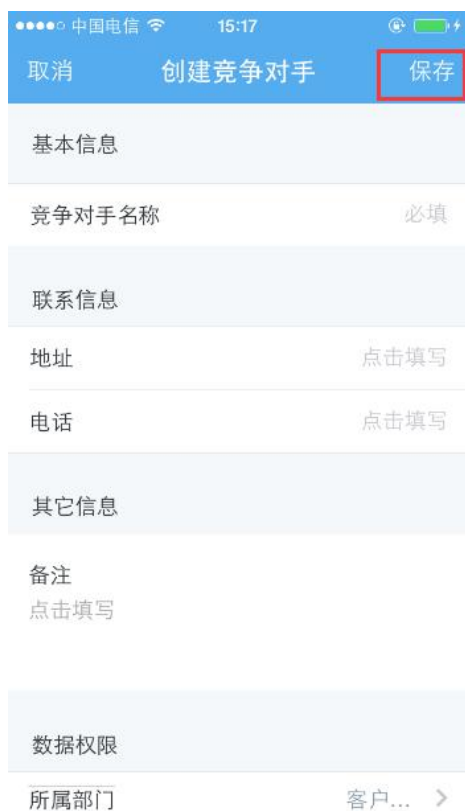 中国电信 15:17
取消 创建竞争对手 保存
基本信息
竞争对手名称 必填
联系信息
地址 点击填写
电话 点击填写
其它信息
备注
点击填写
数据权限
所属部门 客户... >